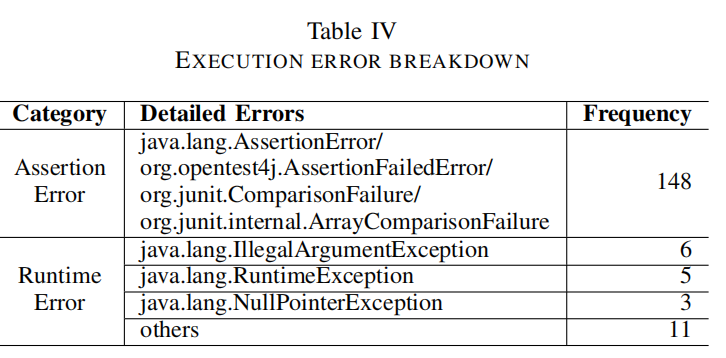 Table IV
EXECUTION ERROR BREAKDOWN
Category Detailed Errors Frequency
Assertion Error java.lang.AssertionError/
org.opentest4j.AssertionFailedError/
org.junit.ComparisonFailure/
org.junit.internal.ArrayComparisonFailure 148
Runtime Error java.lang.IllegalArgumentException 6
java.lang.RuntimeException 5
java.lang.NullPointerException 3
others 11